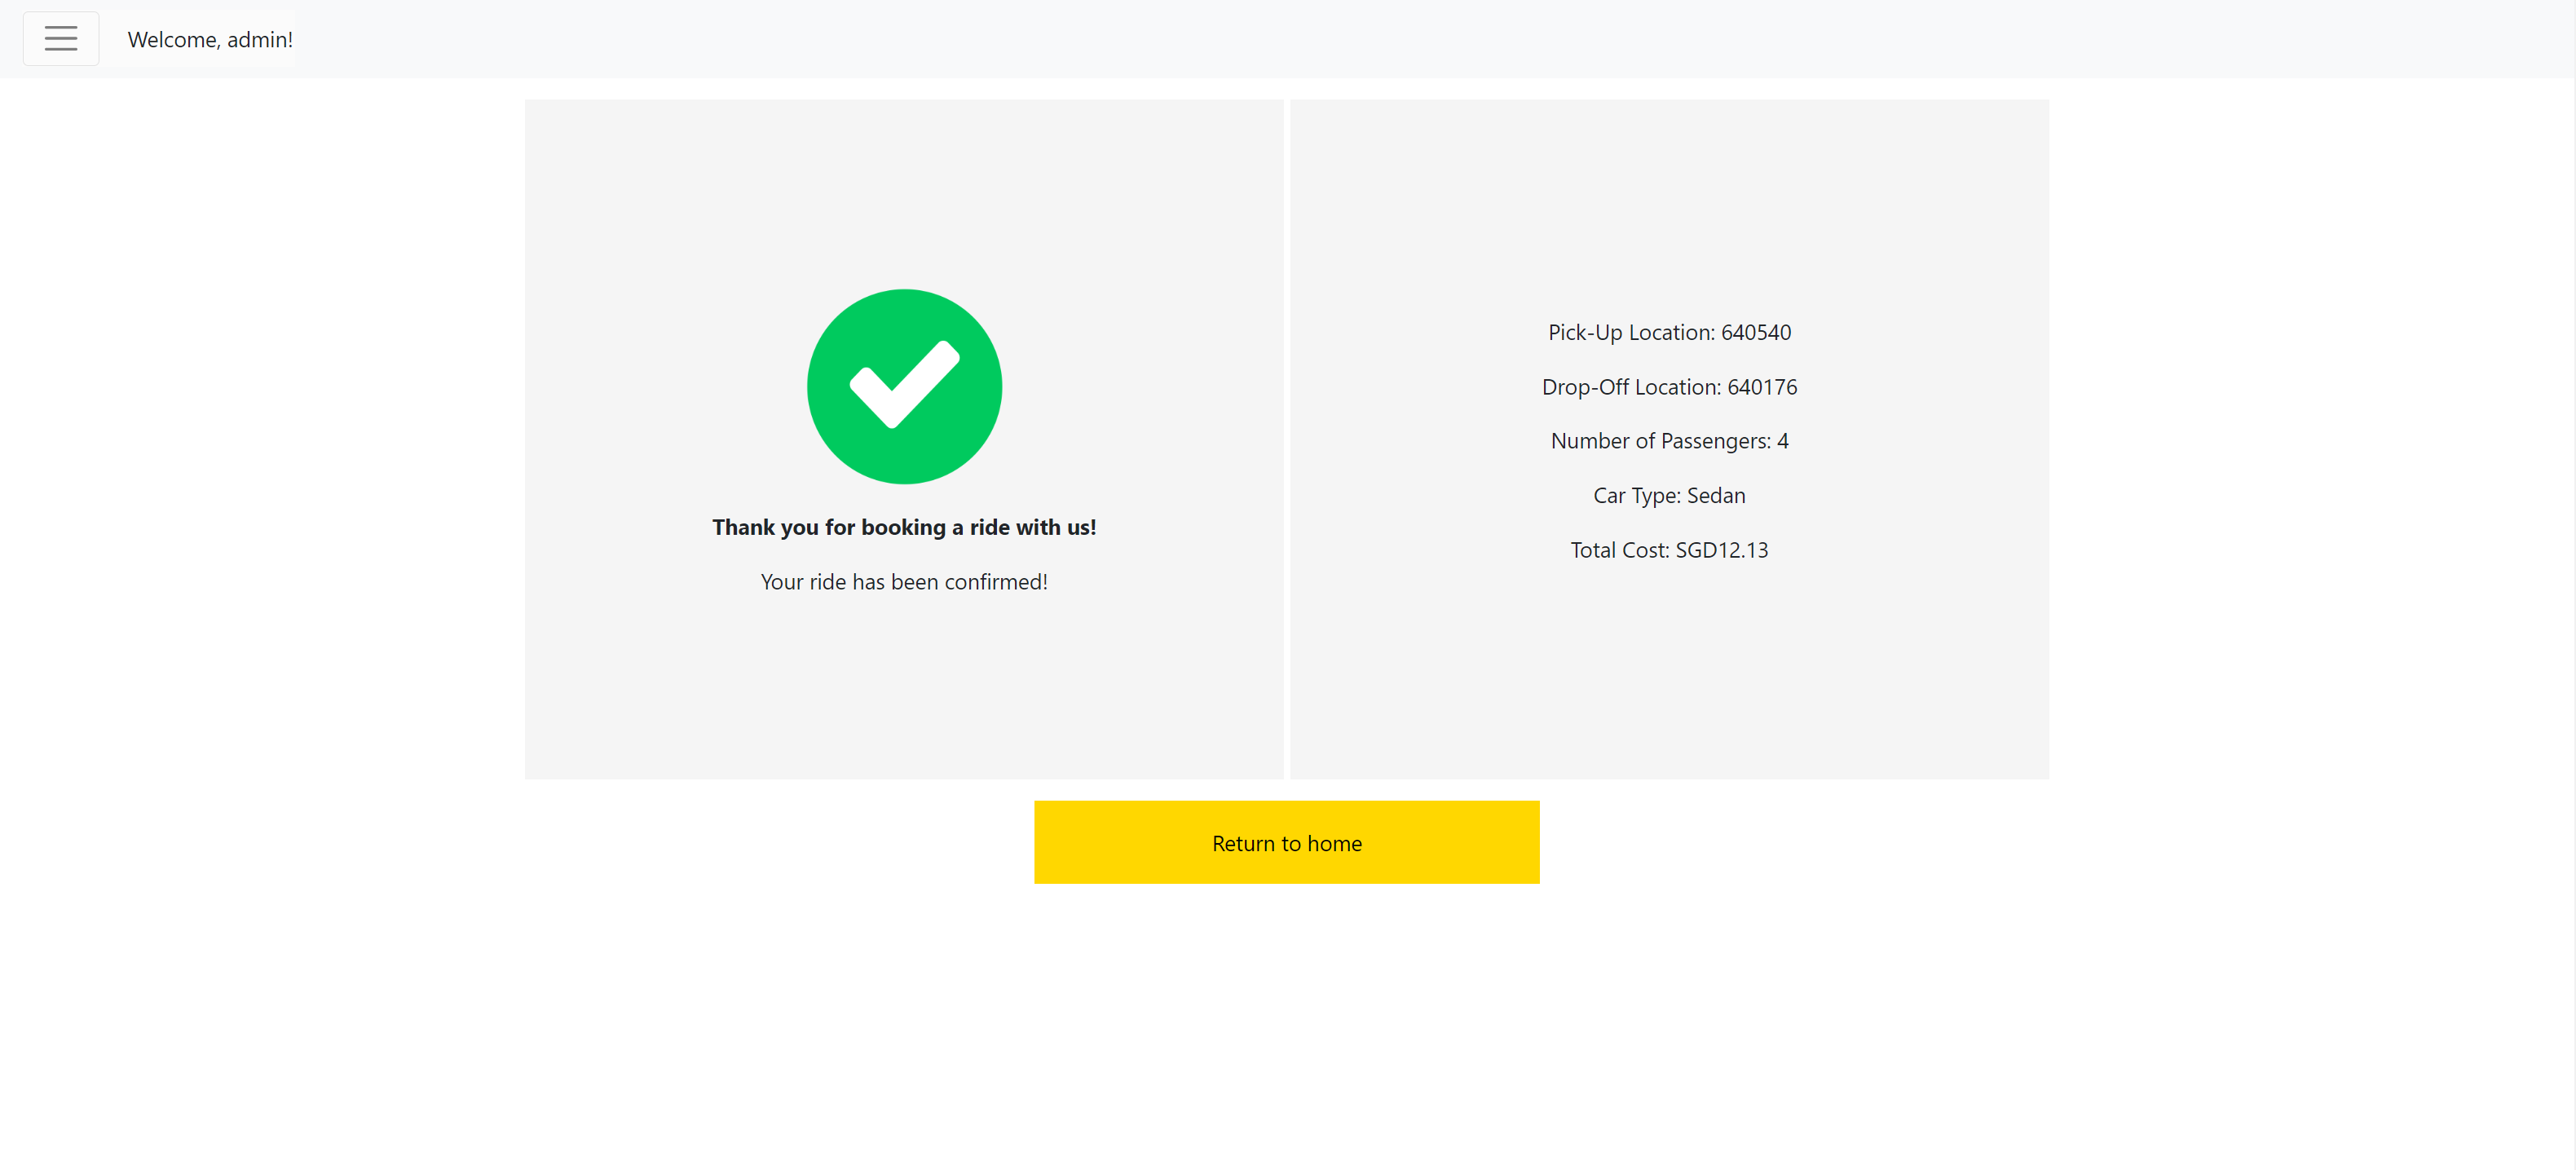 Welcome, admin!
Thank you for booking a ride with us!
Your ride has been confirmed!
Pick-Up Location: 640540
Drop-Off Location: 640176
Number of Passengers: 4
Car Type: Sedan
Total Cost: SGD12.13
Return to home